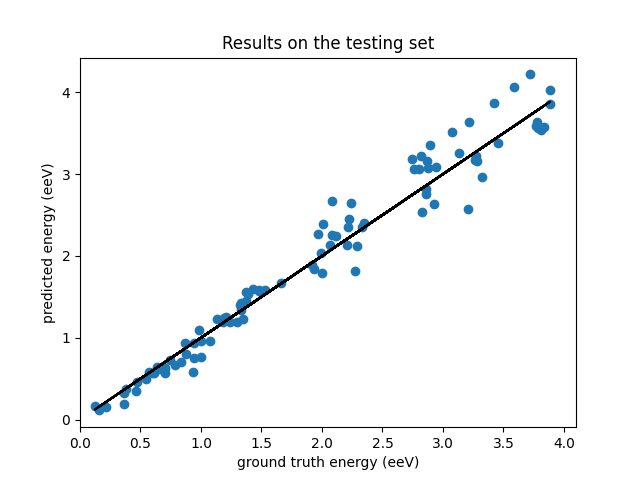 Results on the testing set
predicted energy (eeV)
4
3
2
1
0
0.0 0.5 1.0 1.5 2.0 2.5 3.0 3.5 4.0
ground truth energy (eeV)